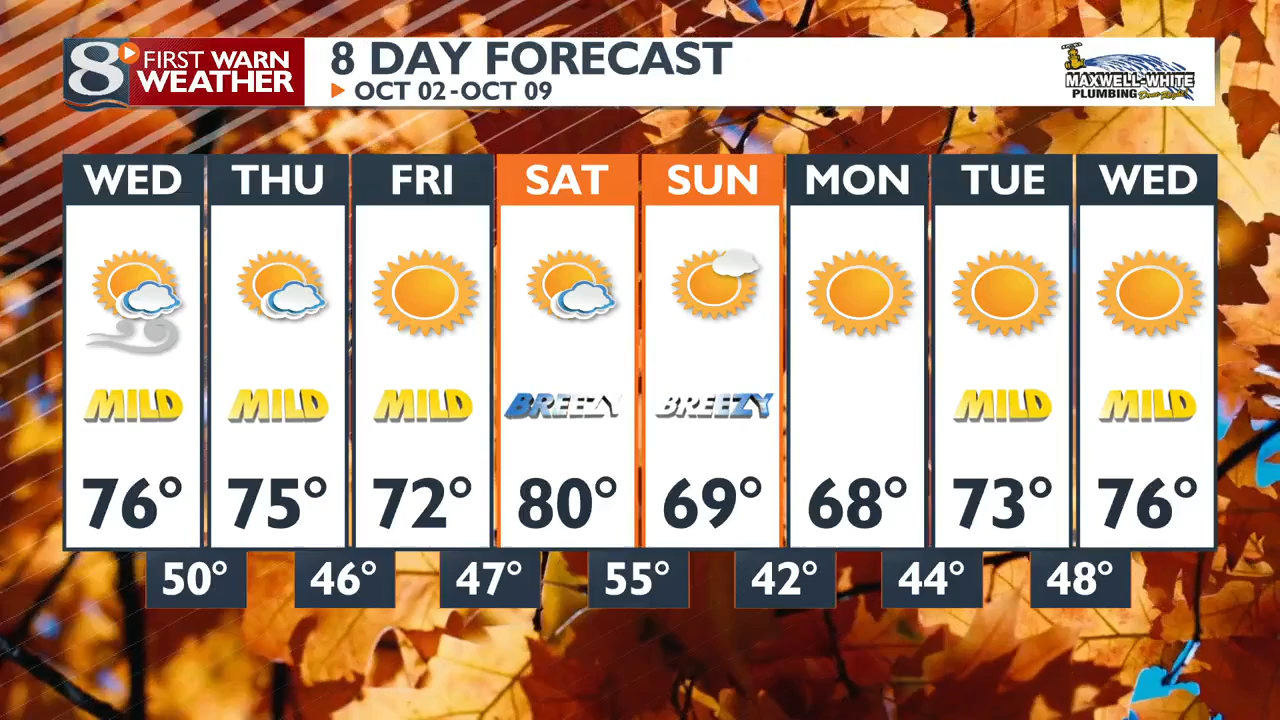 8 FIRST WARN
WEATHER
8 DAY FORECAST
OCT 02 - OCT 09
MAXWELL-WHITE
PLUMBING
WED THU FRI SAT SUN MON TUE WED
MILD MILD MILD BREEZY BREEZY MILD MILD
76° 75° 72° 80° 69° 68° 73° 76°
50° 46° 47° 55° 42° 44° 48°